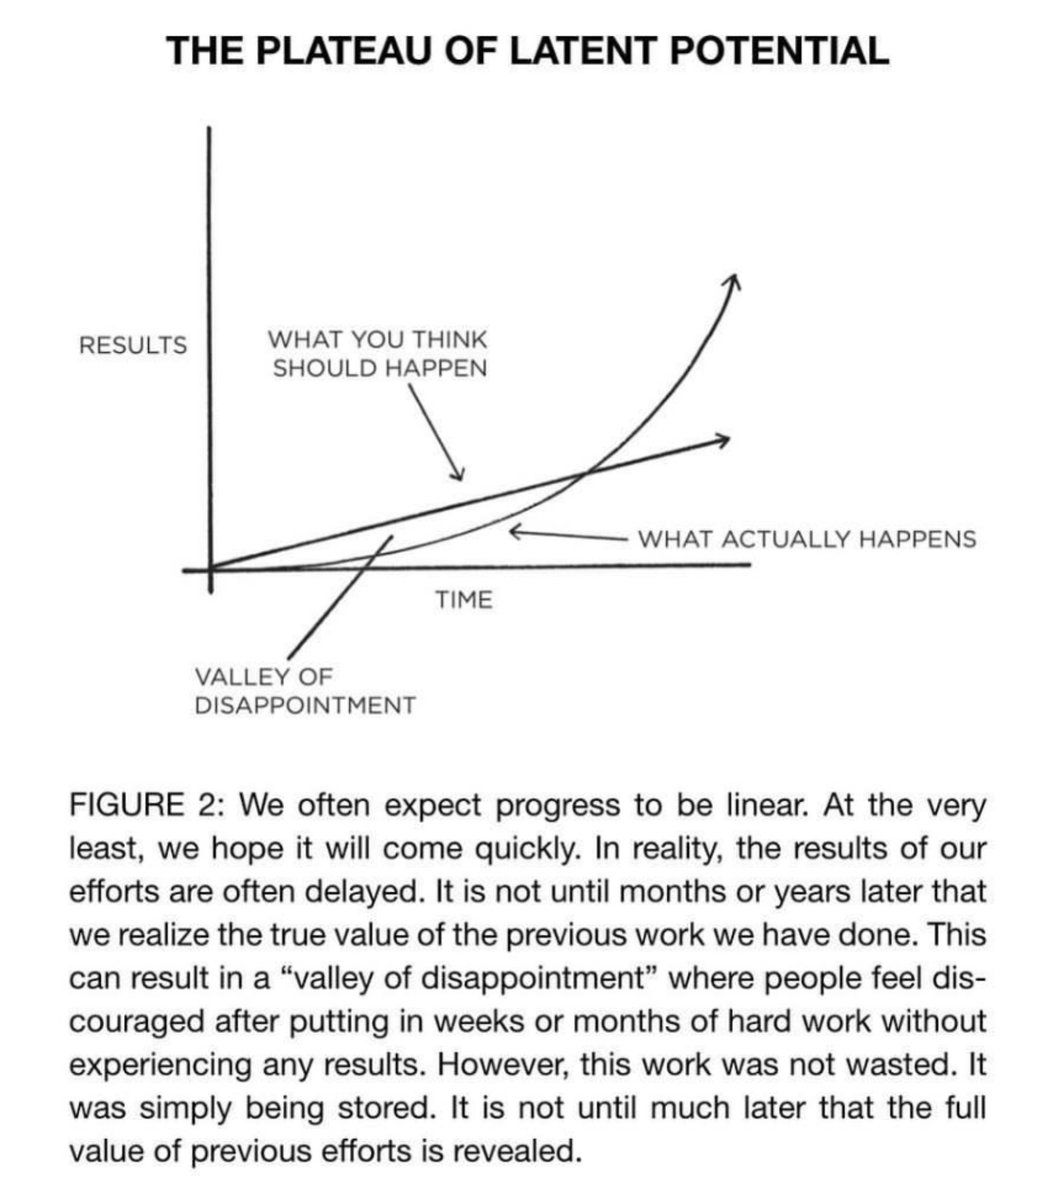 THE PLATEAU OF LATENT POTENTIAL
RESULTS
WHAT YOU THINK
SHOULD HAPPEN
WHAT ACTUALLY HAPPENS
TIME
VALLEY OF
DISAPPOINTMENT
FIGURE 2: We often expect progress to be linear. At the very
least, we hope it will come quickly. In reality, the results of our
efforts are often delayed. It is not until months or years later that
we realize the true value of the previous work we have done. This
can result in a “valley of disappointment” where people feel dis-
couraged after putting in weeks or months of hard work without
experiencing any results. However, this work was not wasted. It
was simply being stored. It is not until much later that the full
value of previous efforts is revealed.